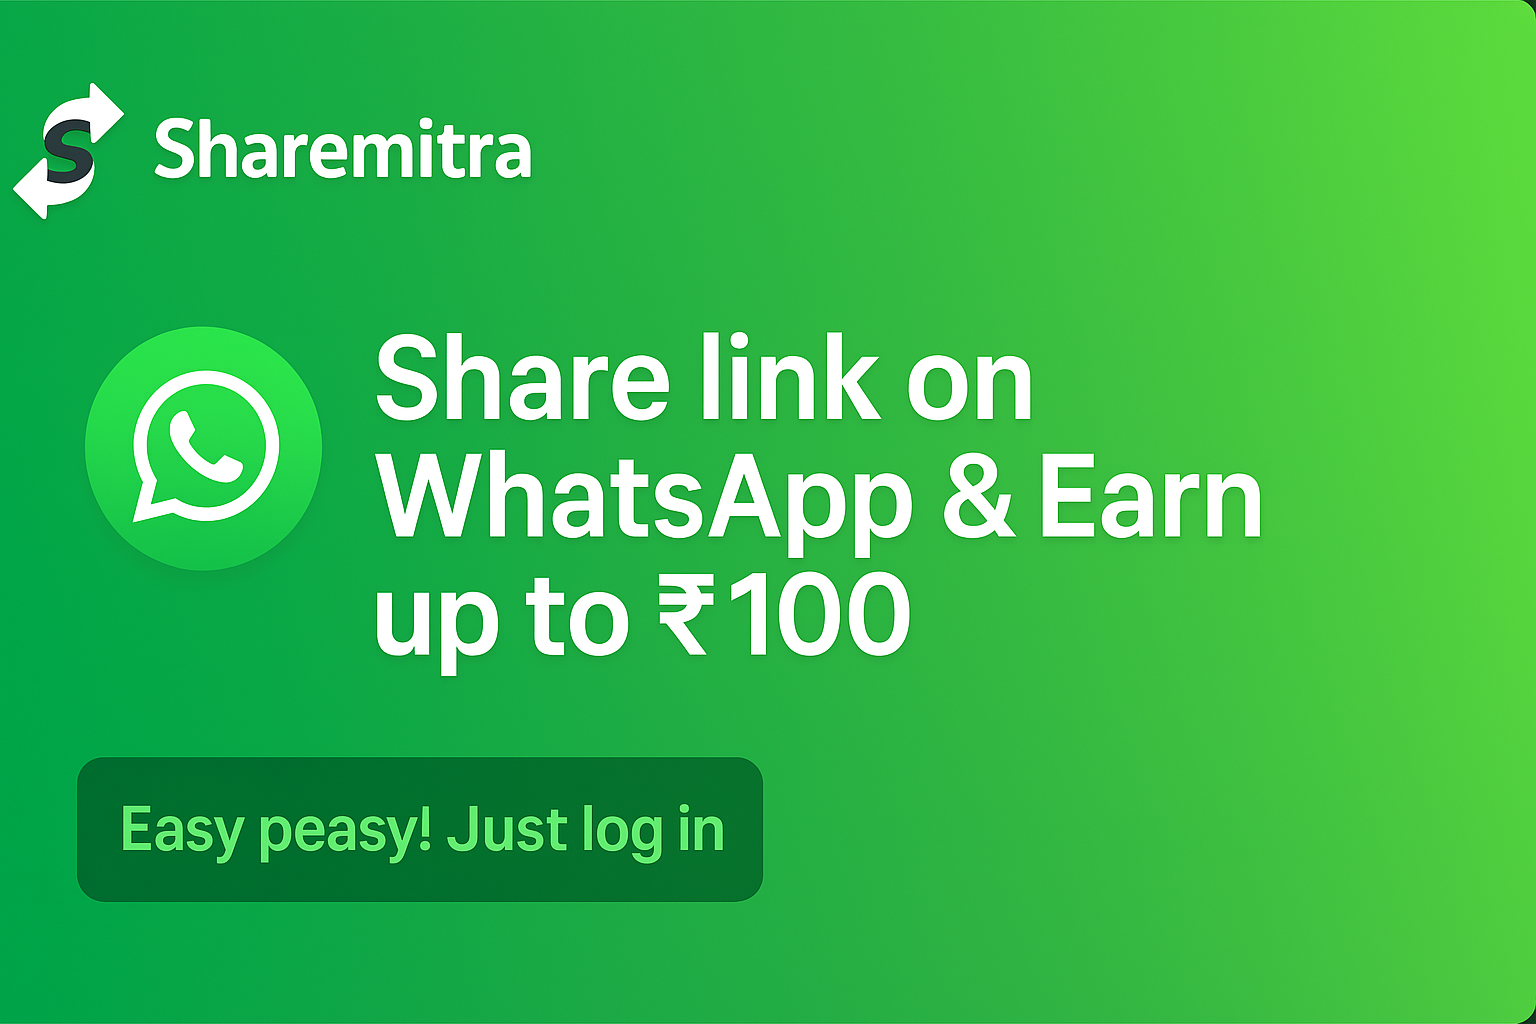 S
Sharemitra
Share link on
WhatsApp & Earn
up to ₹100
Easy peasy! Just log in